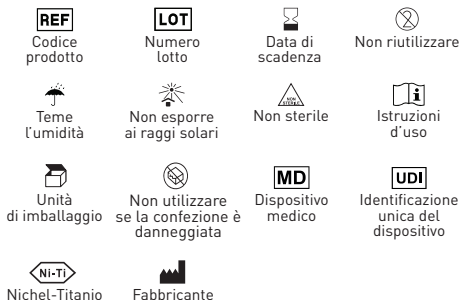 REF
Codice
prodotto
LOT
Numero
lotto
Data di
scadenza
2
Non riutilizzare
Teme
l'umidità
Non esporre
ai raggi solari
NON
STERILE
Non sterile
i
Istruzioni
d'uso
Unità
di imballaggio
Non utilizzare
se la confezione è
danneggiata
MD
Dispositivo
medico
UDI
Identificazione
unica del
dispositivo
Ni-Ti
Nichel-Titanio
Fabbricante